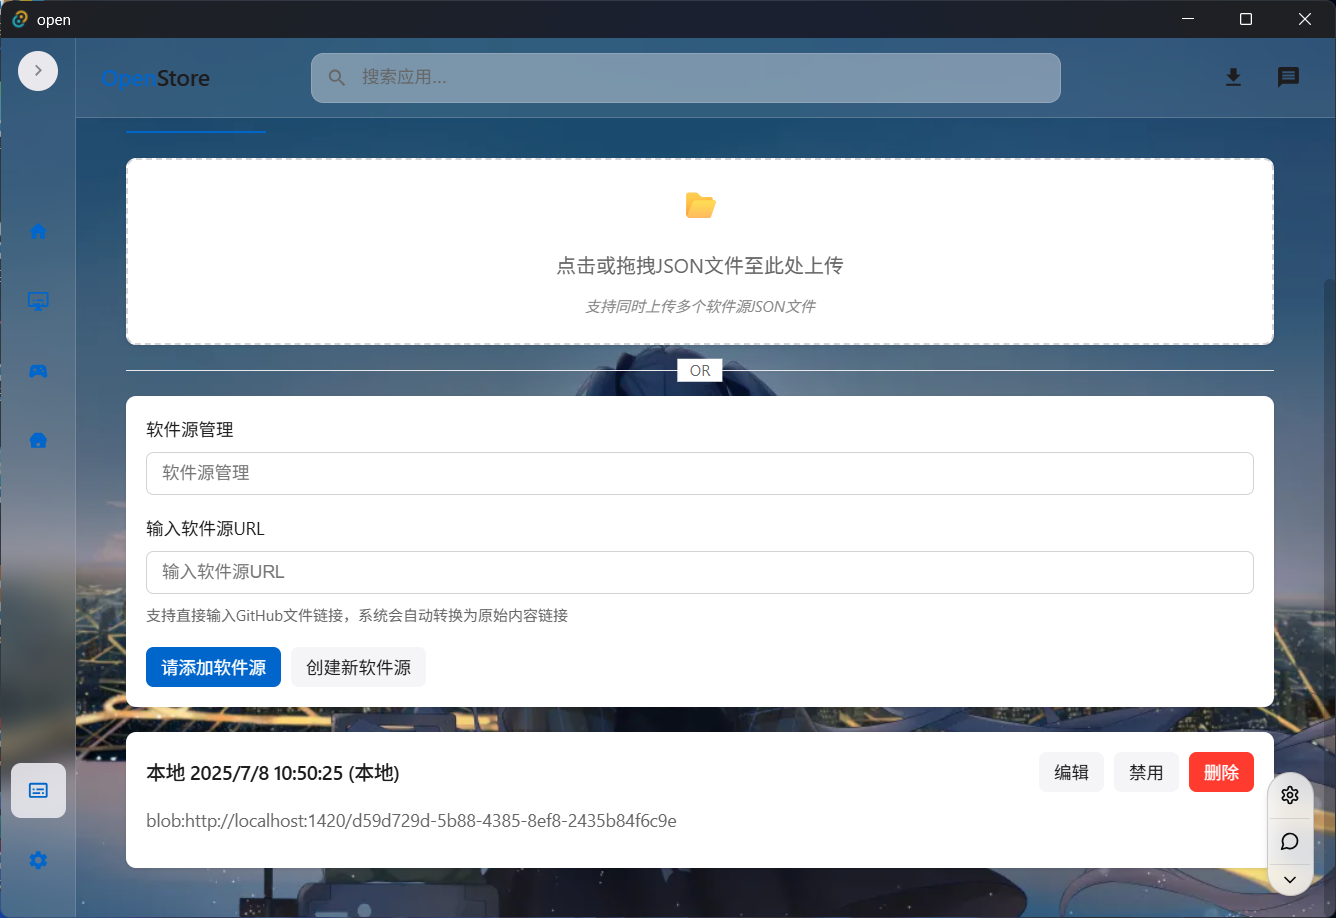 open
OpenStore
搜索应用...
点击或拖拽JSON文件至此处上传
支持同时上传多个软件源JSON文件
OR
软件源管理
软件源管理
输入软件源URL
输入软件源URL
支持直接输入GitHub文件链接，系统会自动转换为原始内容链接
请添加软件源
创建新软件源
本地 2025/7/8 10:50:25 (本地)
编辑
禁用
删除
blob:http://localhost:1420/d59d729d-5b88-4385-8ef8-2435b84f6c9e